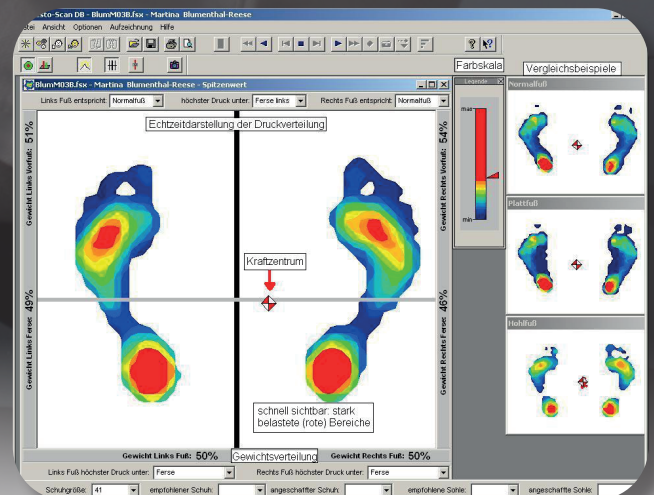 sto-Scan DB - BlumM03B.fsx - Martina Blumenthal-Reese
tei Ansicht Optionen Aufzeichnung Hilfe
Farbskala
Vergleichsbeispiele
BlumM03B.fsx - Martina Blumenthal-Reese - Spitzenwert
Legende
Normalfuß
Links Fuß entspricht: Normalfuß
höchster Druck unter: Ferse links
Rechts Fuß entspricht: Normalfuß
max
min
Echtzeitdarstellung der Druckverteilung
Gewicht Links Vorfuß: 51%
Gewicht Rechts Vorfuß: 54%
Plattfuß
Kraftzentrum
Gewicht Links Ferse: 49%
Gewicht Rechts Ferse: 46%
Hohlfuß
schnell sichtbar: stark
belastete (rote) Bereiche
Gewicht Links Fuß: 50%
Gewichtsverteilung
Gewicht Rechts Fuß: 50%
Links Fuß höchster Druck unter: Ferse
Rechts Fuß höchster Druck unter: Ferse
Schuhgröße: 41
empfohlener Schuh:
angeschaffter Schuh:
empfohlene Sohle:
angeschaffte Sohle: